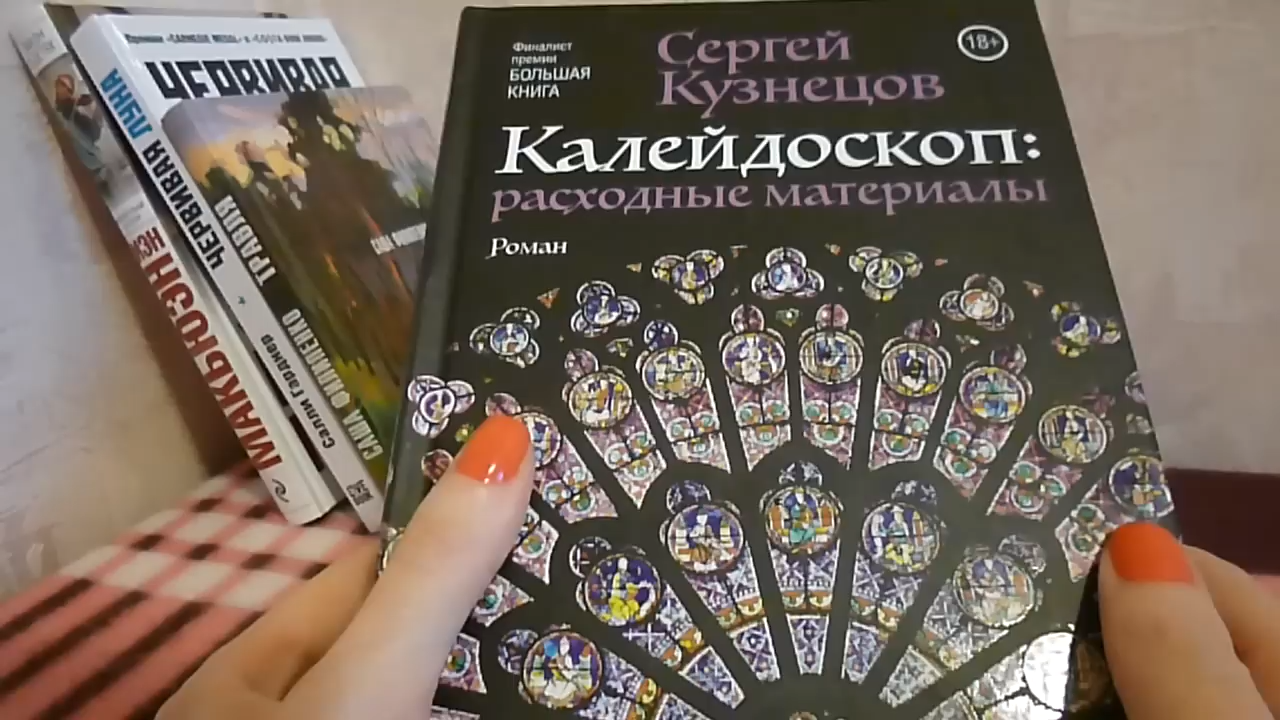 Финалист
премии
БОЛЬШАЯ
КНИГА
Сергей
Кузнецов
18+
Калейдоскоп:
расходные материалы
Роман
ЧЕРВИВАЯ
ЧЕРВИВАЯ ЛУНА
Салли Гарднер
ТРАВЛЯ
САША ФИЛИПЕНКО
МАКЬЮЭН